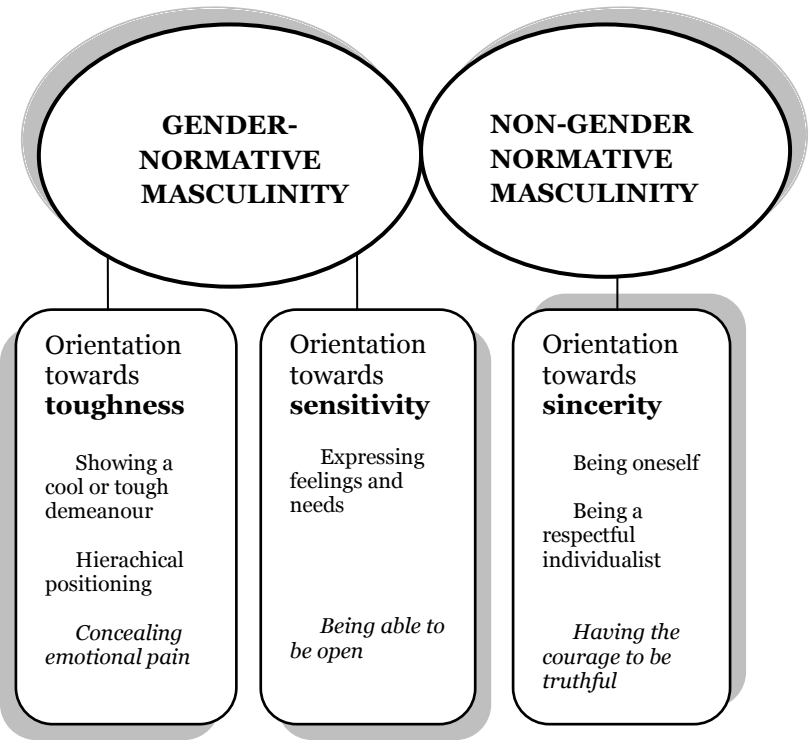 GENDER-
NORMATIVE
MASCULINITY
NON-GENDER
NORMATIVE
MASCULINITY
Orientation
towards
toughness
Showing a
cool or tough
demeanour
Hierachical
positioning
Concealing
emotional pain
Orientation
towards
sensitivity
Expressing
feelings and
needs
Being able to
be open
Orientation
towards
sincerity
Being oneself
Being a
respectful
individualist
Having the
courage to be
truthful